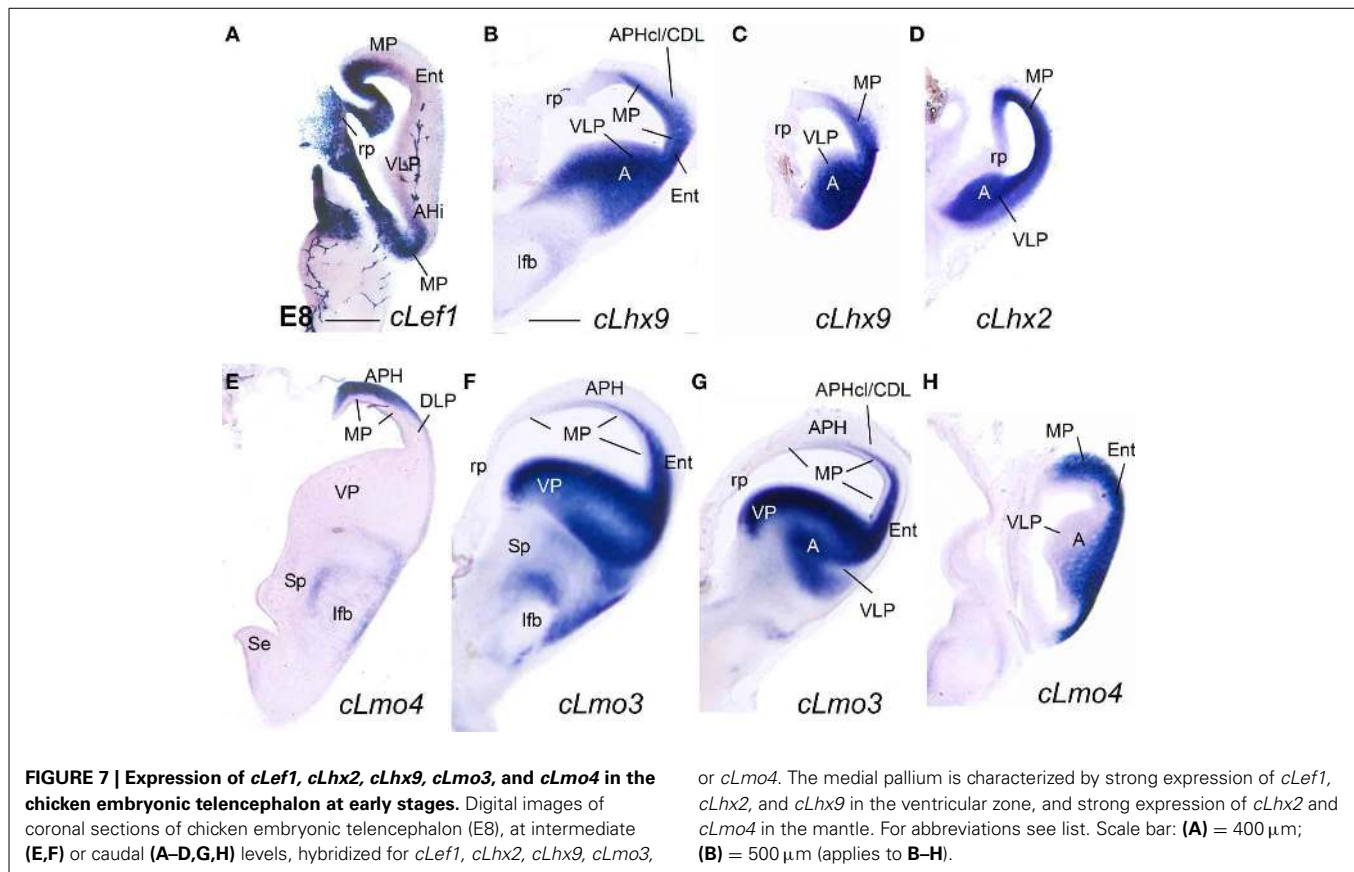 A
MP
Ent
rp
VLP
AHi
MP
E8
cLef1
B
APHcl/CDL
rp
MP
VLP
A
Ent
lfb
cLhx9
C
MP
rp
VLP
A
cLhx9
D
MP
rp
A
VLP
cLhx2
E
APH
DLP
MP
VP
Sp
lfb
Se
cLmo4
F
APH
MP
Ent
rp
VP
Sp
lfb
cLmo3
G
APHcl/CDL
APH
MP
rp
VP
Ent
A
VLP
cLmo3
H
MP
Ent
VLP
A
cLmo4
FIGURE 7 | Expression of cLef1, cLhx2, cLhx9, cLmo3, and cLmo4 in the
chicken embryonic telencephalon at early stages. Digital images of
coronal sections of chicken embryonic telencephalon (E8), at intermediate
(E,F) or caudal (A–D,G,H) levels, hybridized for cLef1, cLhx2, cLhx9, cLmo3,
or cLmo4. The medial pallium is characterized by strong expression of cLef1,
cLhx2, and cLhx9 in the ventricular zone, and strong expression of cLhx2 and
cLmo4 in the mantle. For abbreviations see list. Scale bar: (A) = 400 μm;
(B) = 500 μm (applies to B–H).